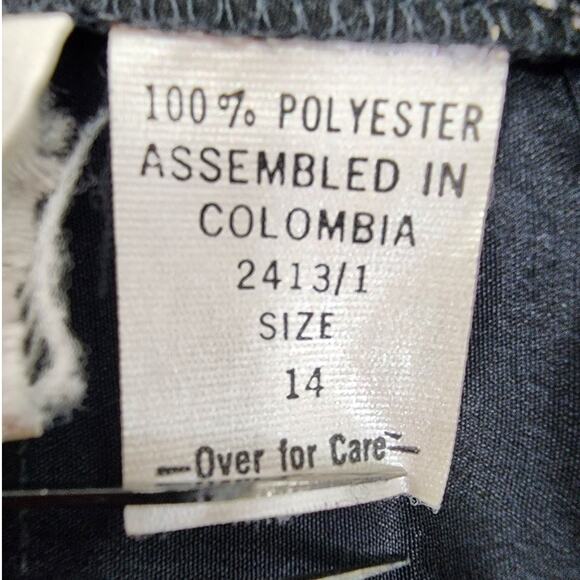 100% POLYESTER
ASSEMBLED IN
COLOMBIA
2413/1
SIZE
14
—Over for Care—